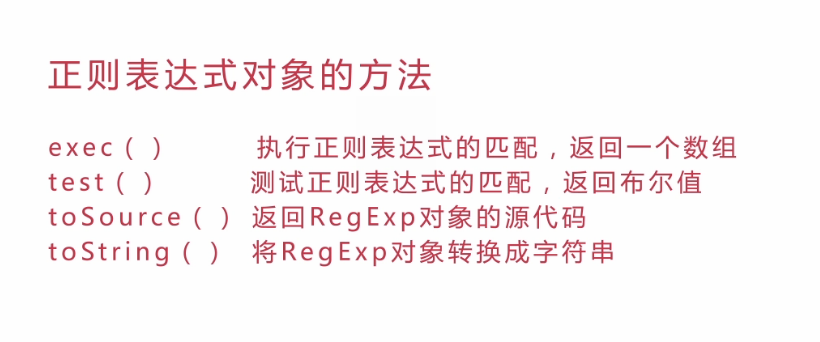 正则表达式对象的方法
exec（ ） 执行正则表达式的匹配，返回一个数组
test（ ） 测试正则表达式的匹配，返回布尔值
toSource（ ） 返回RegExp对象的源代码
toString（ ） 将RegExp对象转换成字符串